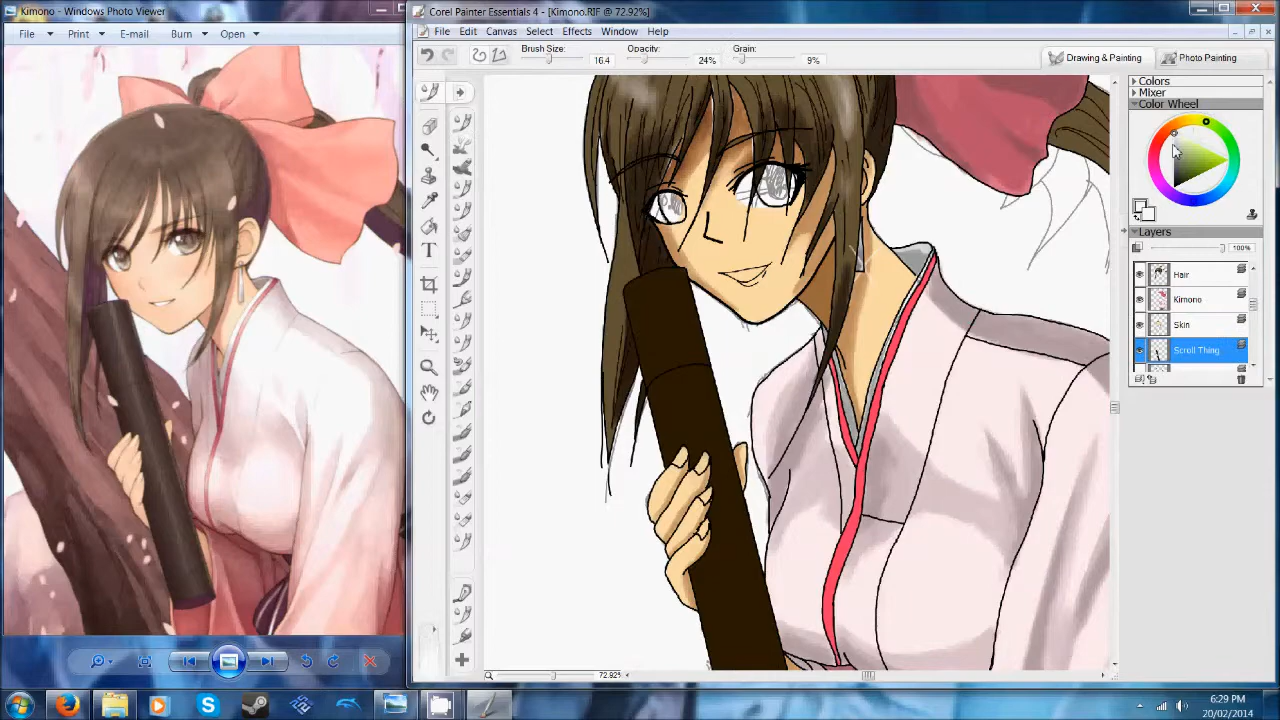 Kimono - Windows Photo Viewer
File Print E-mail Burn Open
Corel Painter Essentials 4 - [Kimono.RIF @ 72.92%]
File Edit Canvas Select Effects Window Help
Brush Size: 16.4 Opacity: 24% Grain: 9%
Drawing & Painting Photo Painting
Colors
Mixer
Color Wheel
Layers
100%
Hair
Kimono
Skin
Scroll Thing
T
72.92%
6:29 PM
20/02/2014